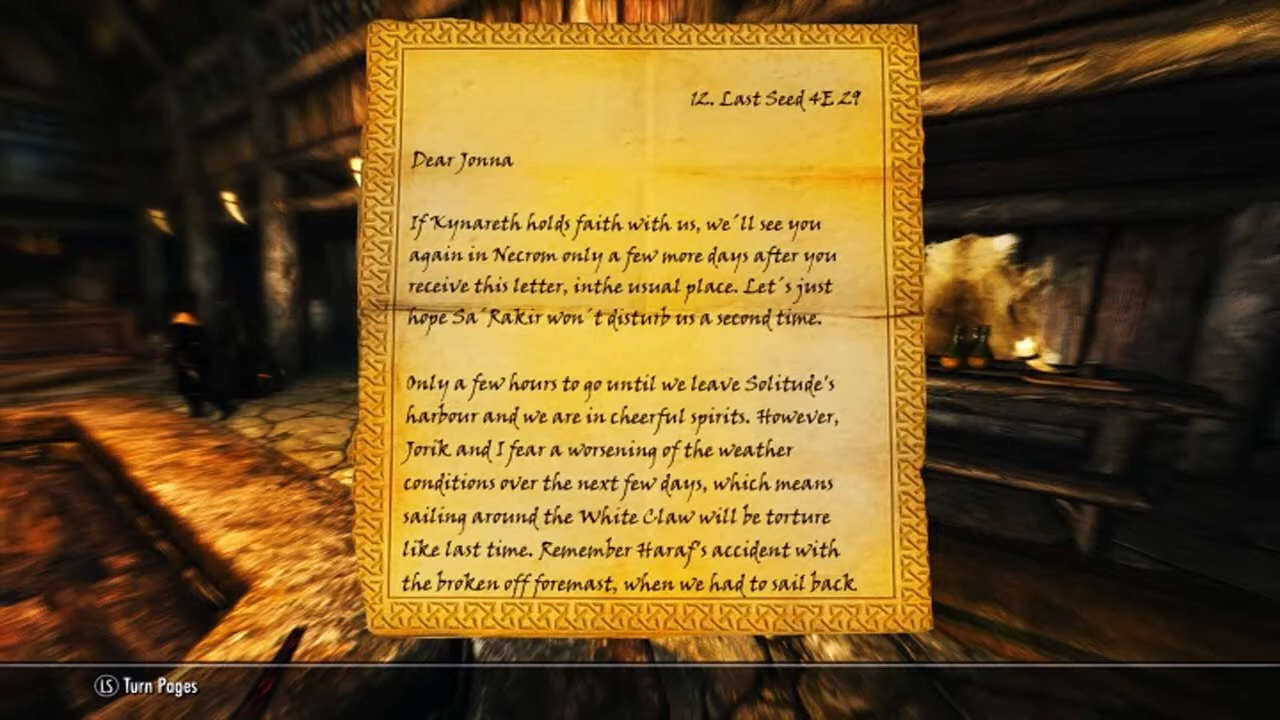 12. Last Seed 4E 29
Dear Jonna
If Kynareth holds faith with us, we´ll see you
again in Necrom only a few more days after you
receive this letter, inthe usual place. Let´s just
hope Sa´Rakir won´t disturb us a second time.
Only a few hours to go until we leave Solitude's
harbour and we are in cheerful spirits. However,
Jorik and I fear a worsening of the weather
conditions over the next few days, which means
sailing around the White Claw will be torture
like last time. Remember Haraf's accident with
the broken off foremast, when we had to sail back
LS Turn Pages